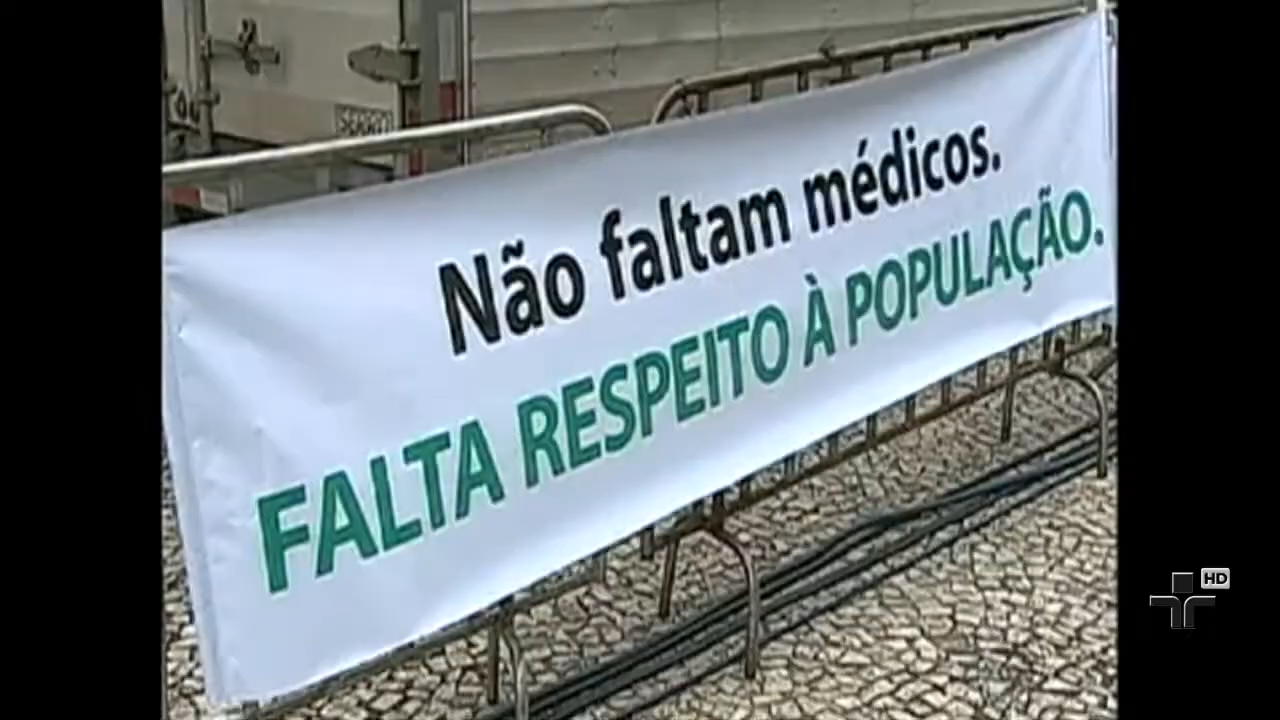 Não faltam médicos.
FALTA RESPEITO À POPULAÇÃO.
HD